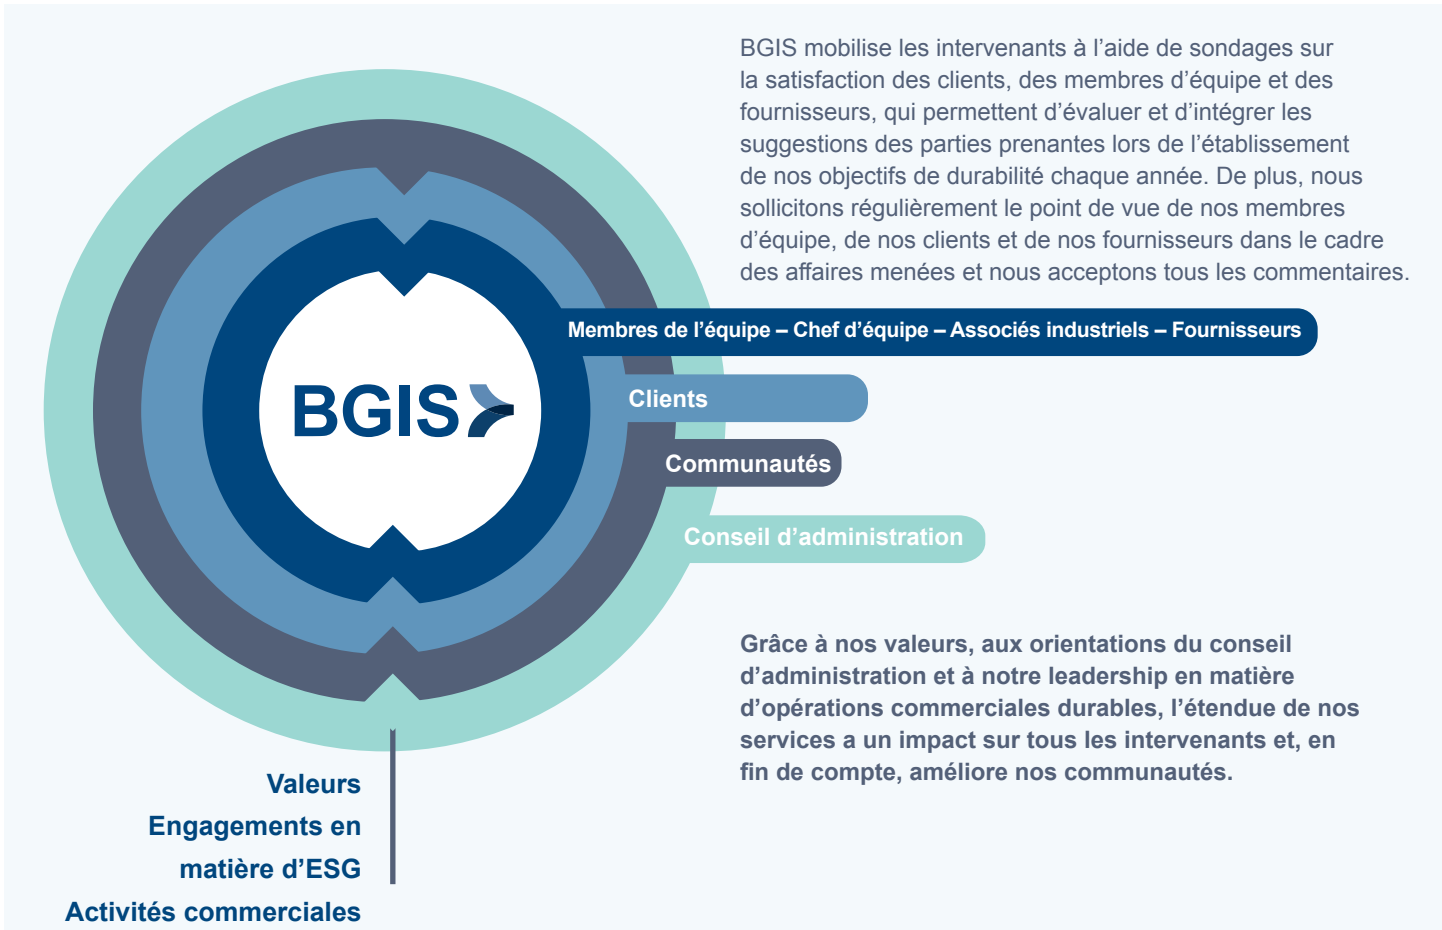 BGIS mobilise les intervenants à l’aide de sondages sur
la satisfaction des clients, des membres d’équipe et des
fournisseurs, qui permettent d’évaluer et d’intégrer les
suggestions des parties prenantes lors de l’établissement
de nos objectifs de durabilité chaque année. De plus, nous
sollicitons régulièrement le point de vue de nos membres
d’équipe, de nos clients et de nos fournisseurs dans le cadre
des affaires menées et nous acceptons tous les commentaires.
Membres de l’équipe – Chef d’équipe – Associés industriels – Fournisseurs
Clients
BGIS
Communautés
Conseil d’administration
Grâce à nos valeurs, aux orientations du conseil
d’administration et à notre leadership en matière
d’opérations commerciales durables, l’étendue de nos
services a un impact sur tous les intervenants et, en
fin de compte, améliore nos communautés.
Valeurs
Engagements en
matière d’ESG
Activités commerciales